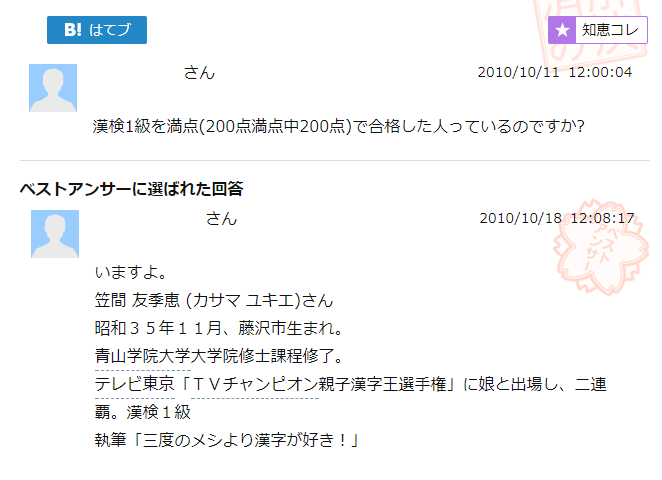 B! はてブ
知恵コレ
さん 2010/10/11 12:00:04
漢検1級を満点(200点満点中200点)で合格した人っているのですか?
ベストアンサーに選ばれた回答
さん 2010/10/18 12:08:17
ベスト
アンサー
いますよ。
笠間 友季恵 (カサマ ユキエ)さん
昭和３５年１１月、藤沢市生まれ。
青山学院大学大学院修士課程修了。
テレビ東京「ＴＶチャンピオン親子漢字王選手権」に娘と出場し、二連
覇。漢検１級
執筆「三度のメシより漢字が好き！」